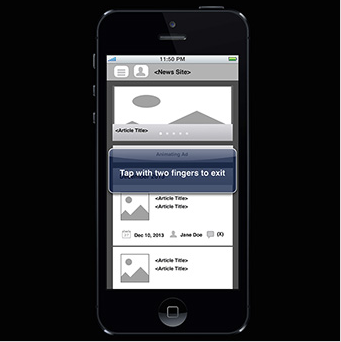 11:50 PM
<News Site>
<Article Title>
Animating Ad
Tap with two fingers to exit
<Article Title>
<Article Title>
Dec 10, 2013 Jane Doe (X)
<Article Title>
<Article Title>